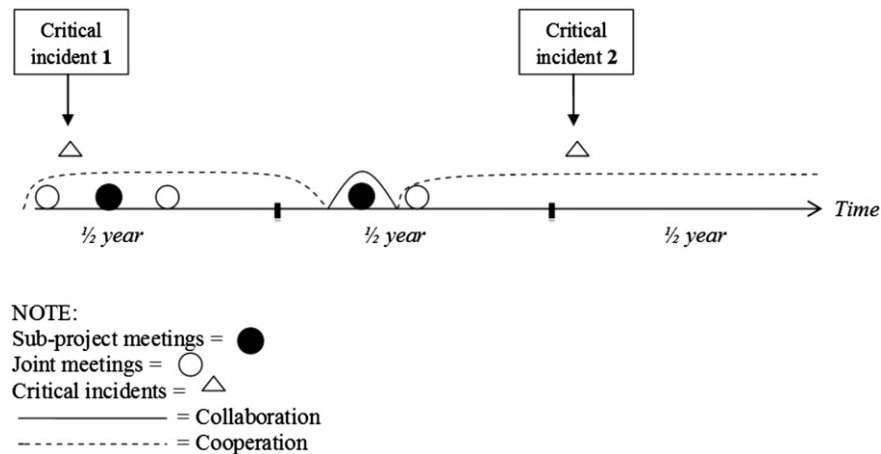 Critical
incident 1
Critical
incident 2
Time
½ year
½ year
½ year
NOTE:
Sub-project meetings =
Joint meetings =
Critical incidents =
= Collaboration
= Cooperation